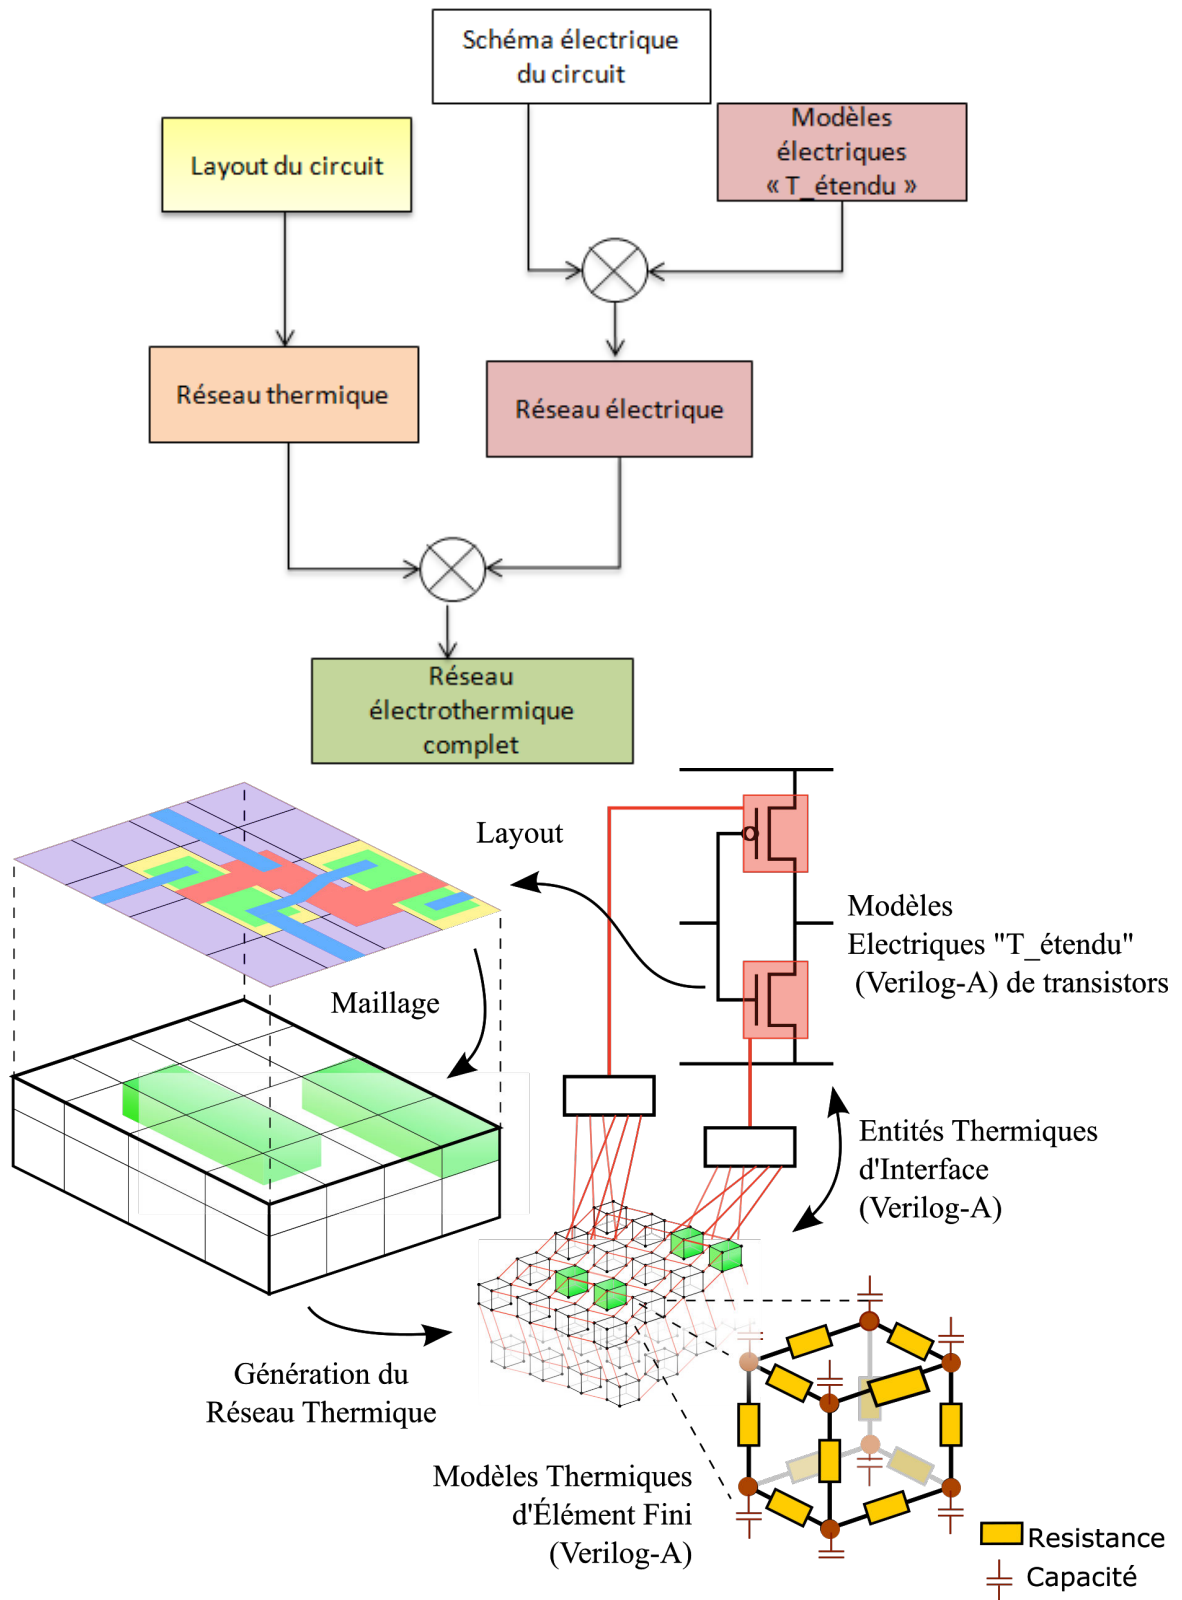 Schéma électrique
du circuit
Modèles
électriques
« T_étendu »
Layout du circuit
Réseau thermique
Réseau électrique
Réseau
électrothermique
complet
Layout
Modèles
Electriques "T_étendu"
(Verilog-A) de transistors
Maillage
Entités Thermiques
d'Interface
(Verilog-A)
Génération du
Réseau Thermique
Modèles Thermiques
d'Élément Fini
(Verilog-A)
Resistance
Capacité